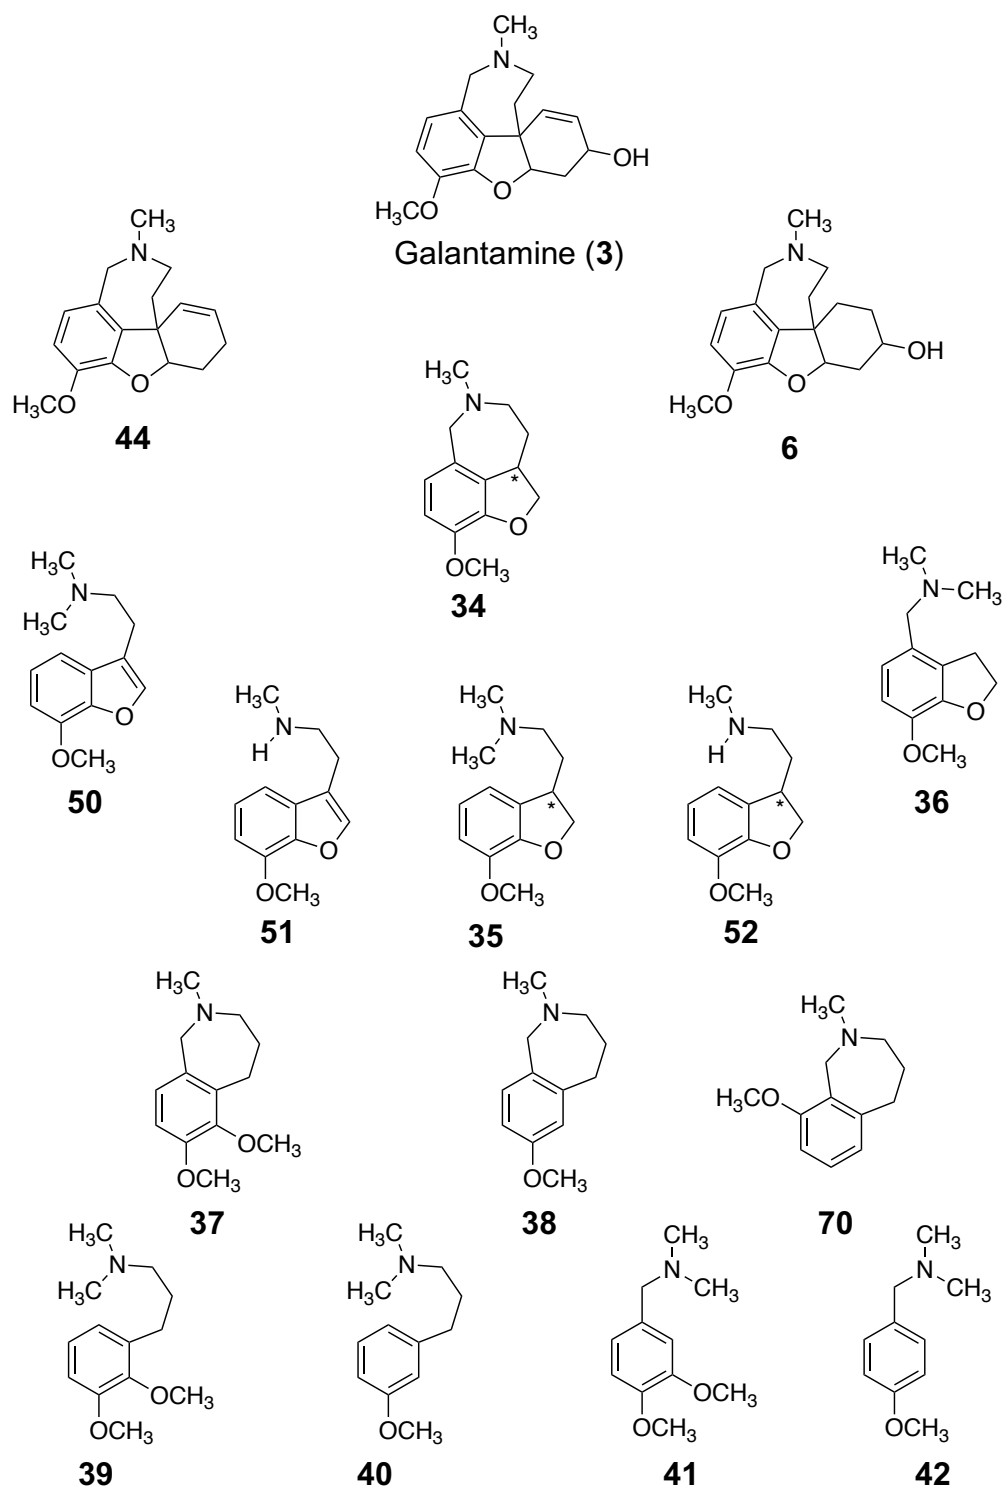 CH₃
N
OH
O
H₃CO
Galantamine (3)
CH₃
N
O
H₃CO
44
CH₃
N
OH
O
H₃CO
6
H₃C
N
*
O
OCH₃
34
H₃C
N
H₃C
O
OCH₃
50
H₃C
N
CH₃
O
OCH₃
36
H₃C
N
H
O
OCH₃
51
H₃C
N
H₃C
*
O
OCH₃
35
H₃C
N
H
*
O
OCH₃
52
H₃C
N
OCH₃
OCH₃
37
H₃C
N
OCH₃
38
H₃C
N
H₃CO
70
H₃C
N
H₃C
OCH₃
OCH₃
39
H₃C
N
H₃C
OCH₃
40
CH₃
N
CH₃
OCH₃
OCH₃
41
CH₃
N
CH₃
OCH₃
42